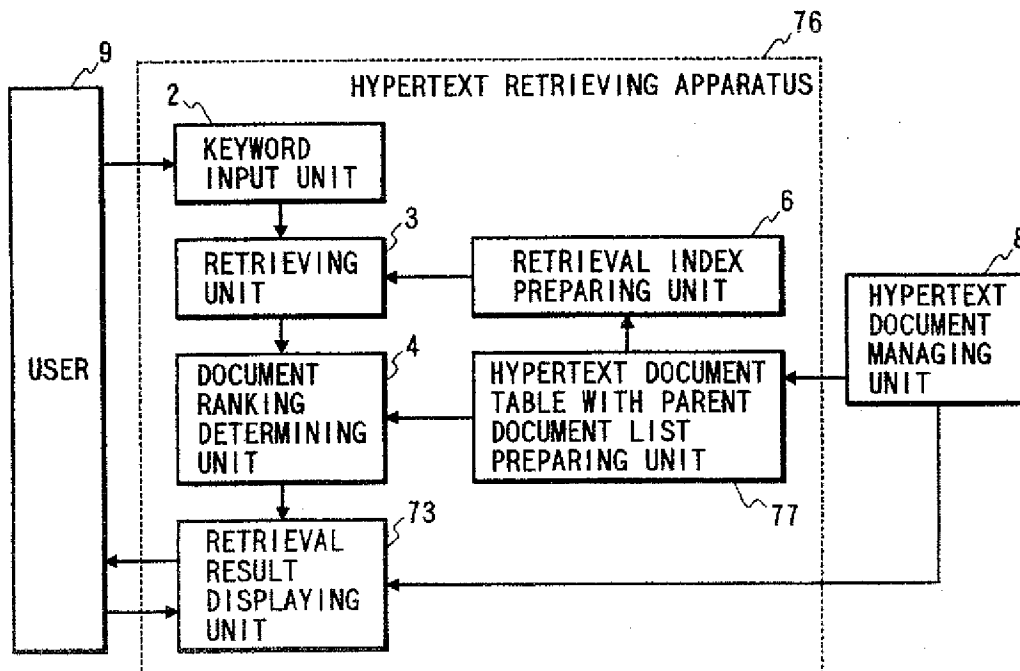 76
9
HYPERTEXT RETRIEVING APPARATUS
2
KEYWORD
INPUT UNIT
3
RETRIEVING
UNIT
6
RETRIEVAL INDEX
PREPARING UNIT
8
HYPERTEXT
DOCUMENT
MANAGING
UNIT
USER
4
DOCUMENT
RANKING
DETERMINING
UNIT
HYPERTEXT DOCUMENT
TABLE WITH PARENT
DOCUMENT LIST
PREPARING UNIT
77
73
RETRIEVAL
RESULT
DISPLAYING
UNIT